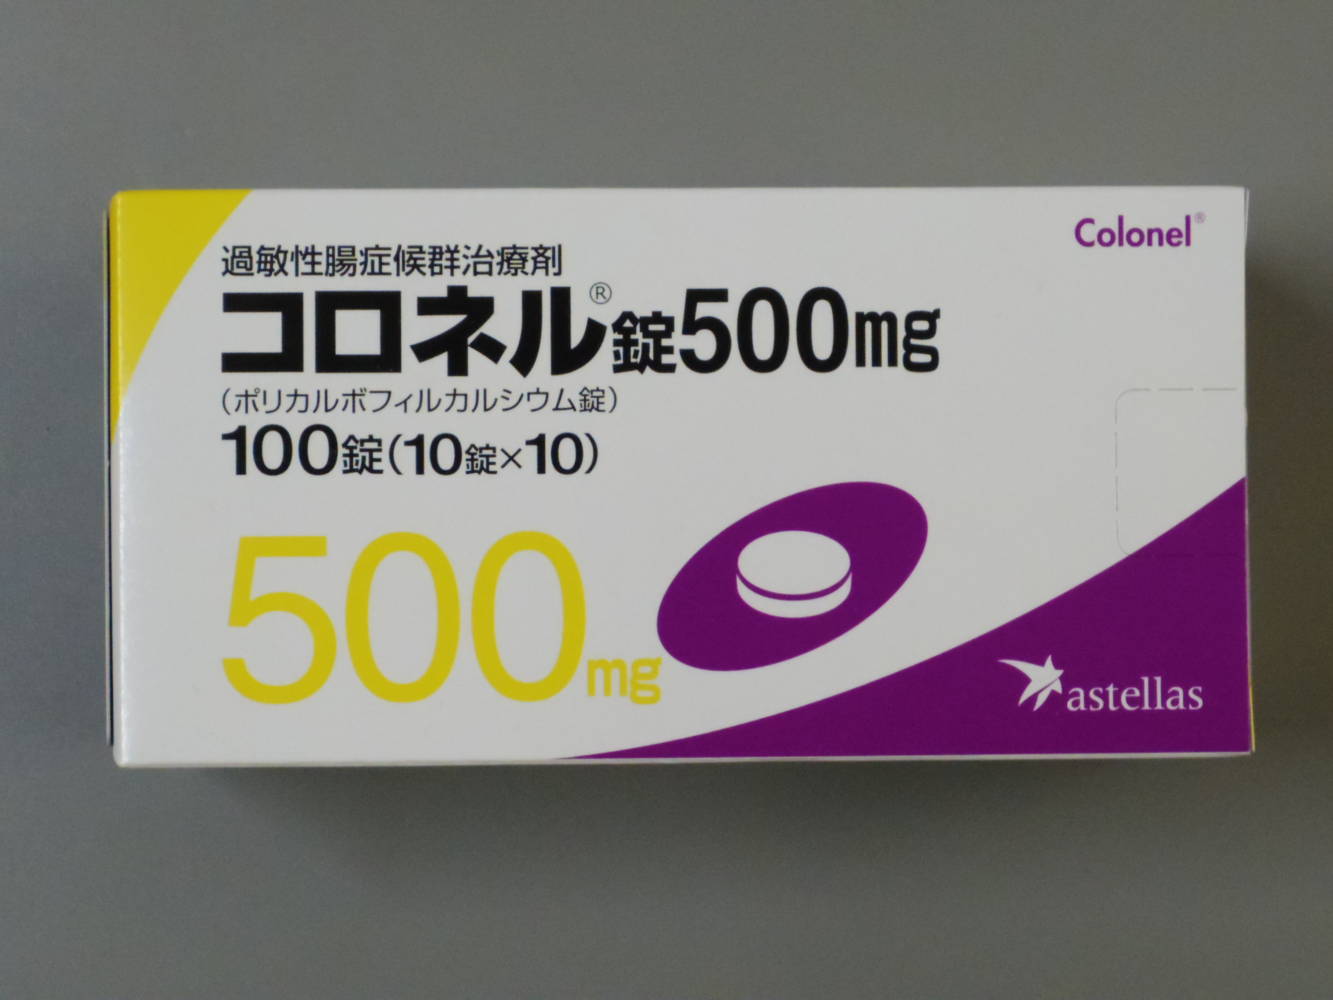 Colonel®
過敏性腸症候群治療剤
コロネル®錠500mg
(ポリカルボフィルカルシウム錠)
100錠(10錠×10)
500mg
astellas